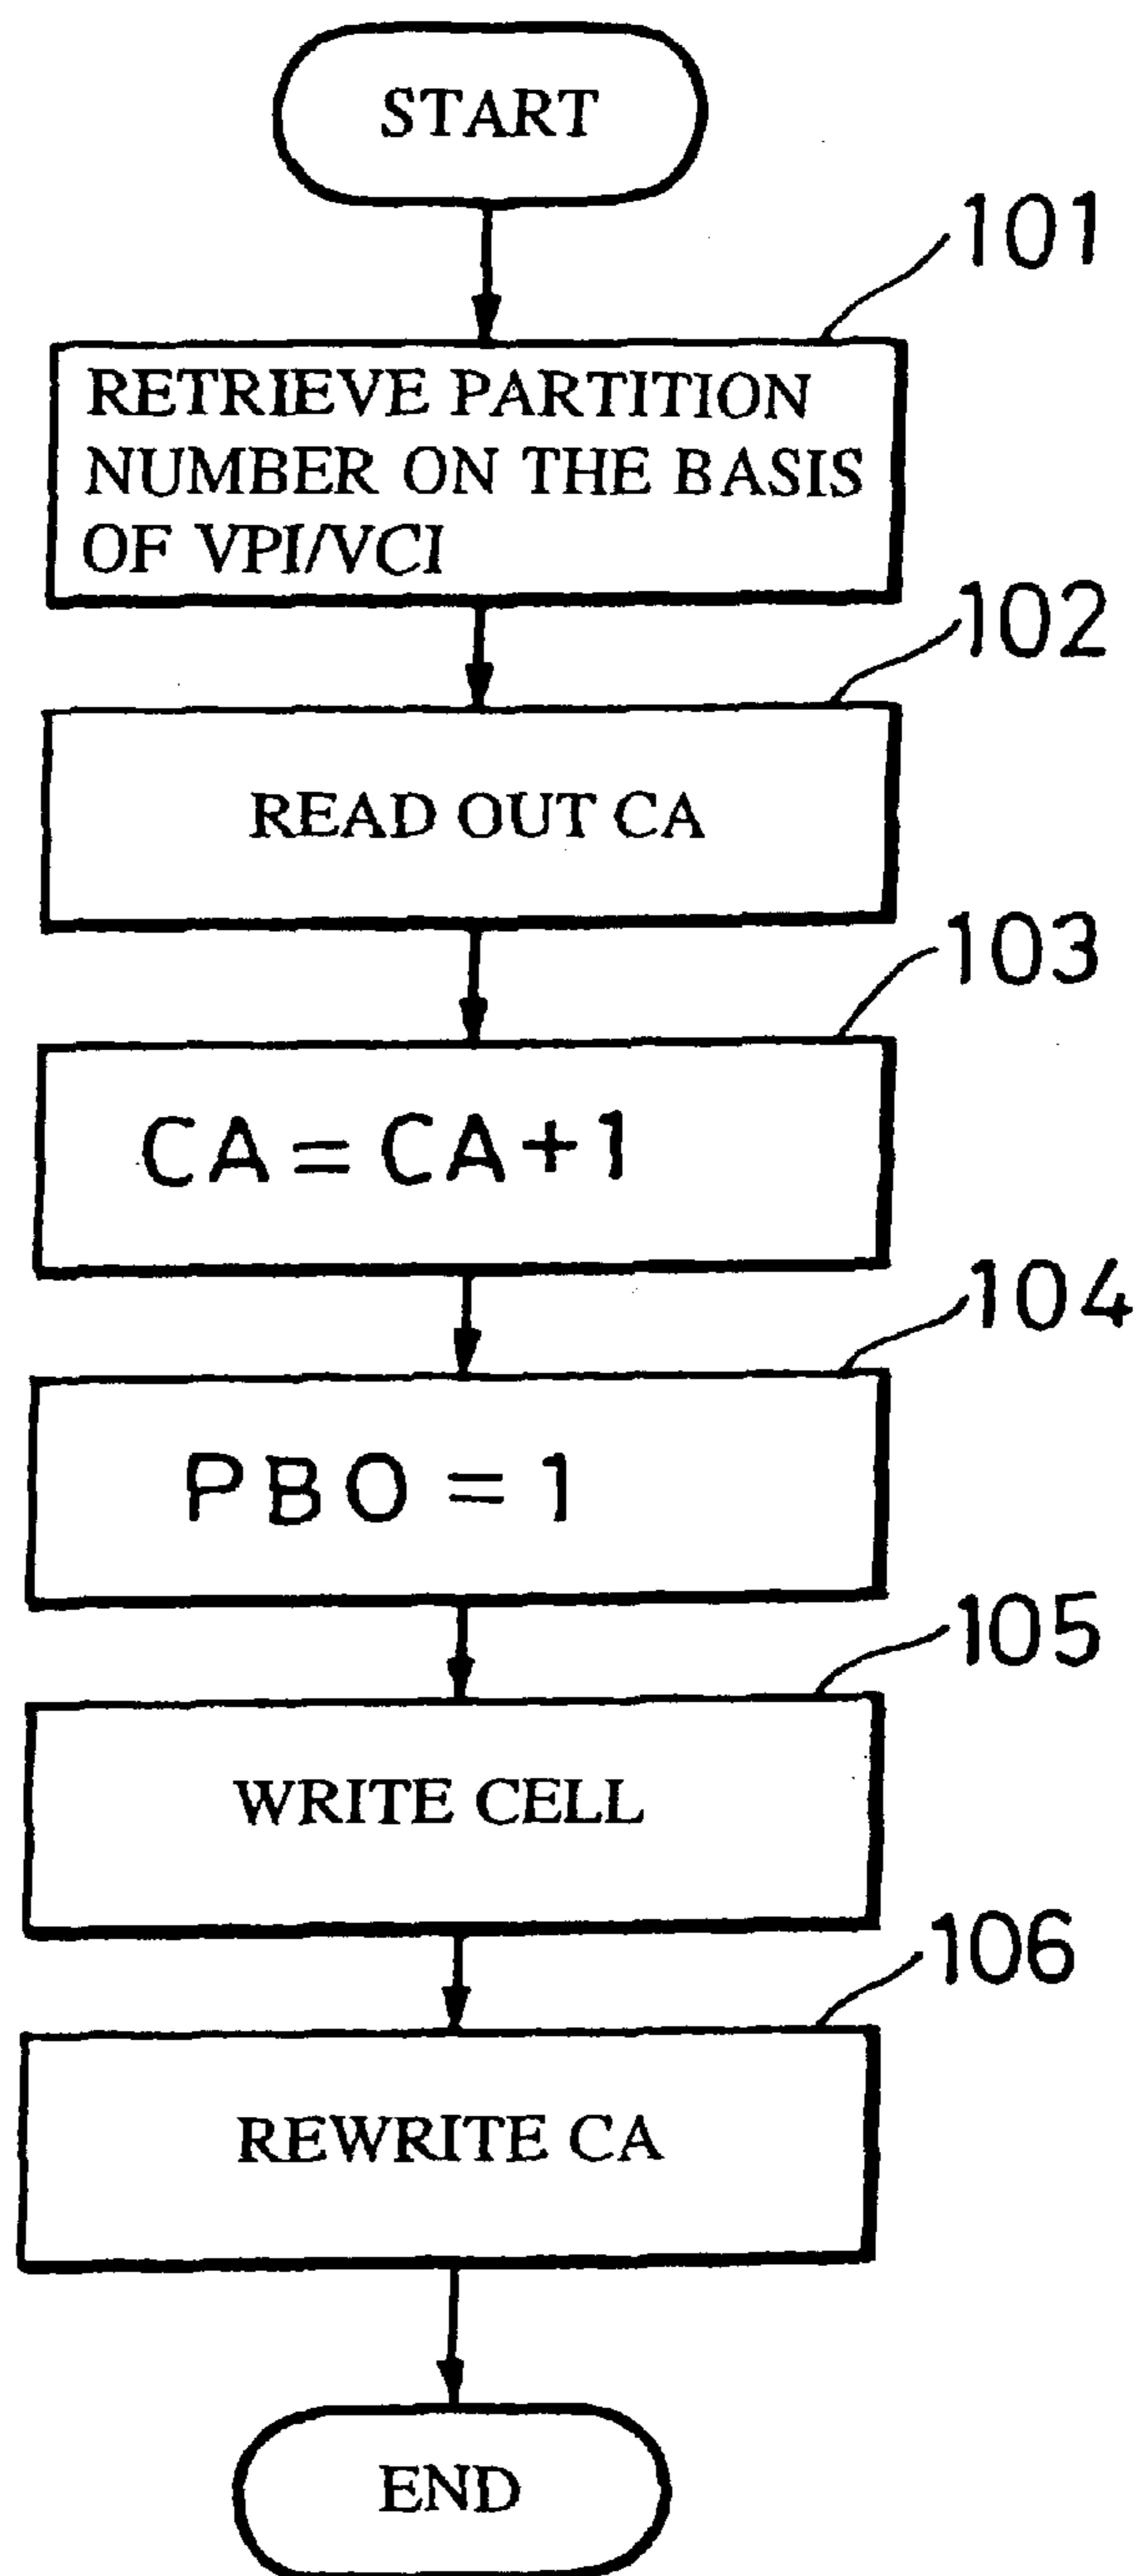 START
101
RETRIEVE PARTITION
NUMBER ON THE BASIS
OF VPI/VCI
102
READ OUT CA
103
CA = CA + 1
104
PBO = 1
105
WRITE CELL
106
REWRITE CA
END